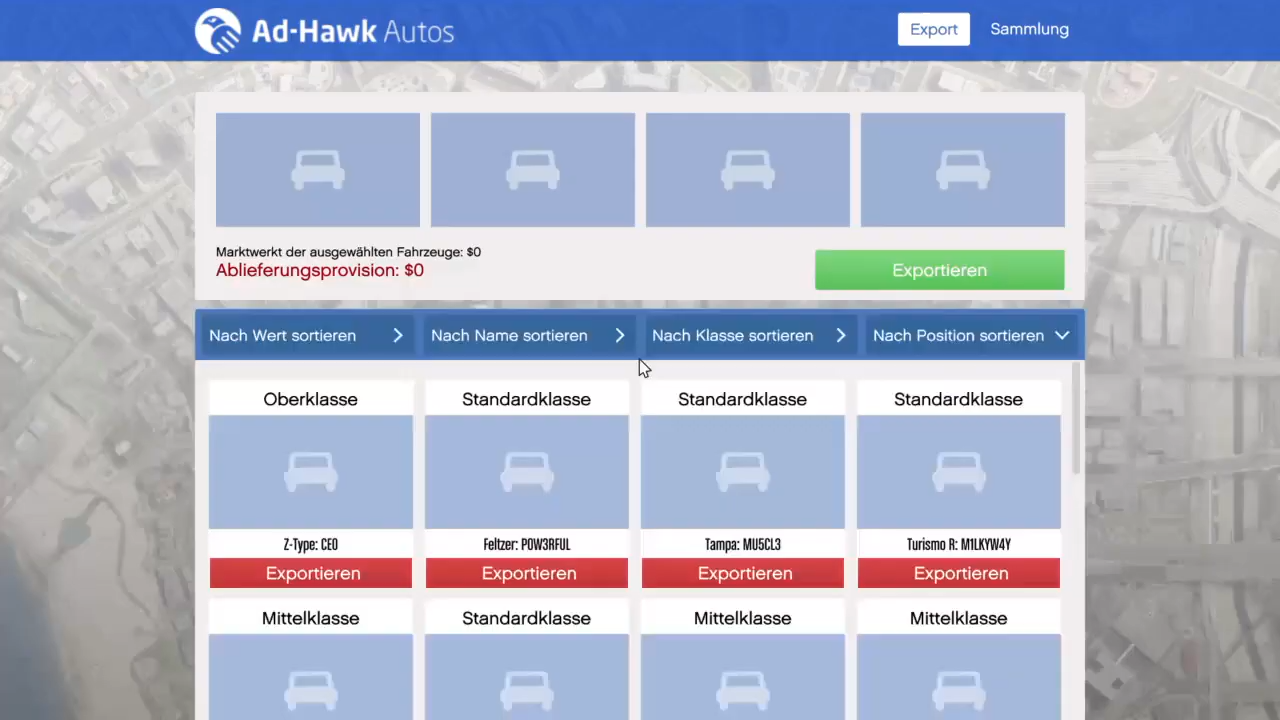 Ad-Hawk Autos
Export
Sammlung
Marktwerkt der ausgewählten Fahrzeuge: $0
Ablieferungsprovision: $0
Exportieren
Nach Wert sortieren
Nach Name sortieren
Nach Klasse sortieren
Nach Position sortieren
Oberklasse
Standardklasse
Standardklasse
Standardklasse
Z-Type: CEO
Feltzer: P0W3RFUL
Tampa: MU5CL3
Turismo R: M1LKYW4Y
Exportieren
Exportieren
Exportieren
Exportieren
Mittelklasse
Standardklasse
Mittelklasse
Mittelklasse